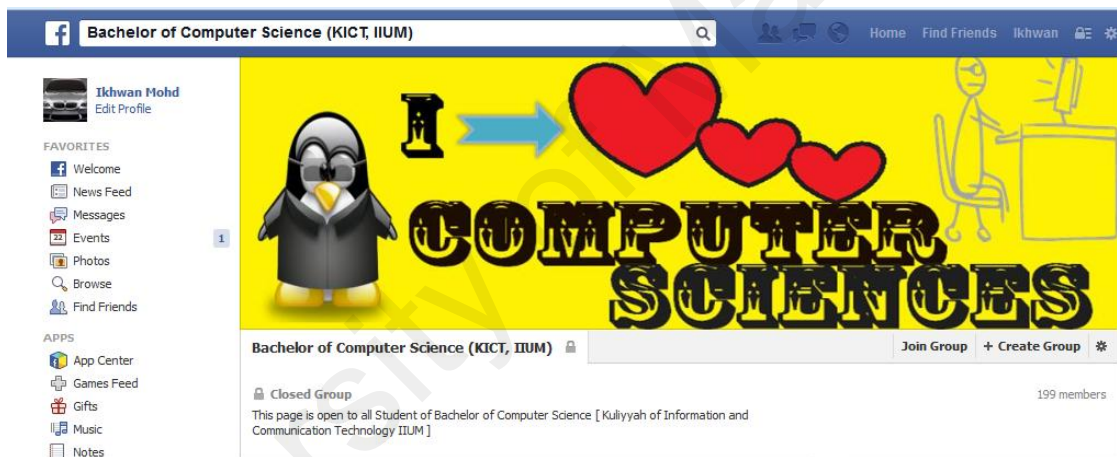 Bachelor of Computer Science (KICT, IIUM)
Home Find Friends Ikhwan
Ikhwan Mohd
Edit Profile
FAVORITES
Welcome
News Feed
Messages
22 Events 1
Photos
Browse
Find Friends
APPS
App Center
Games Feed
Gifts
Music
Notes
I
COMPUTER
SCIENCES
Bachelor of Computer Science (KICT, IIUM)
Join Group + Create Group
Closed Group 199 members
This page is open to all Student of Bachelor of Computer Science [ Kuliyyah of Information and
Communication Technology IIUM ]